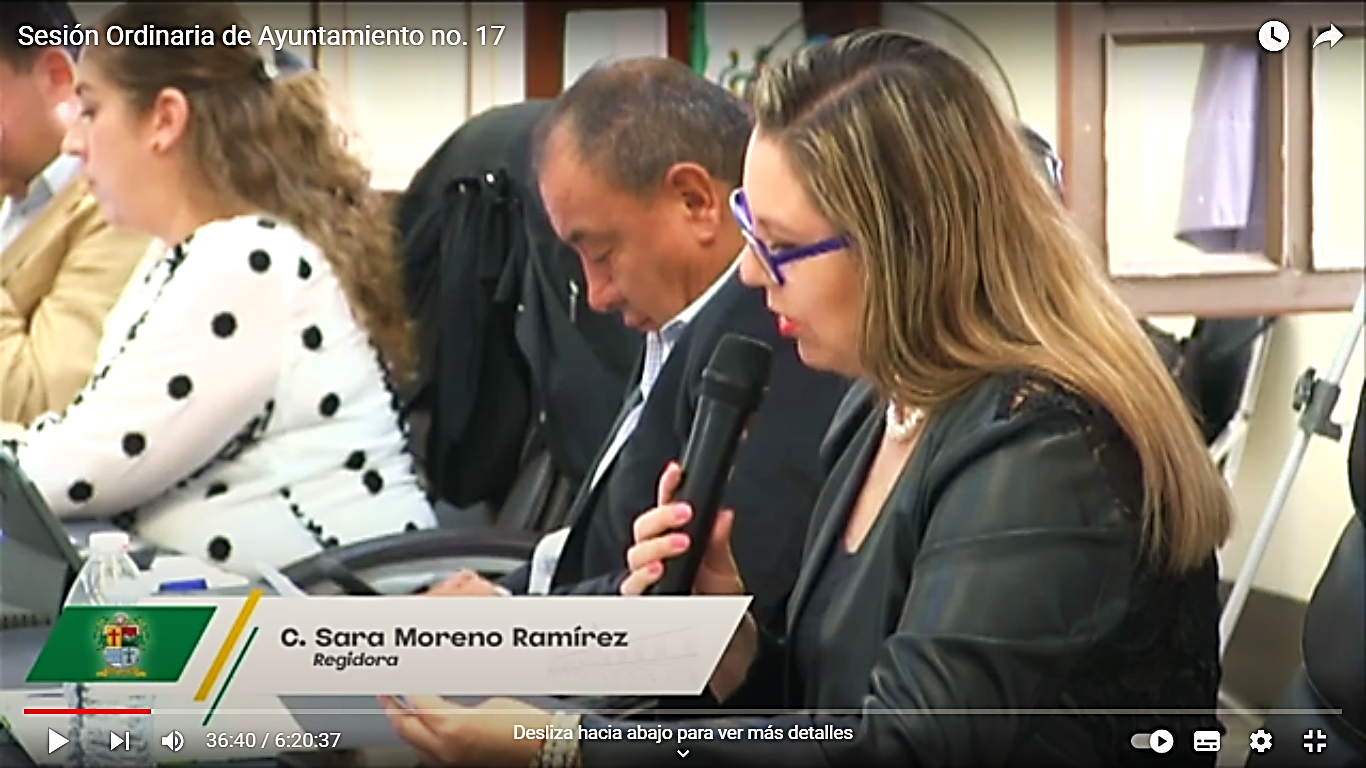 Sesión Ordinaria de Ayuntamiento no. 17
C. Sara Moreno Ramírez
Regidora
36:40 / 6:20:37
Desliza hacia abajo para ver más detalles